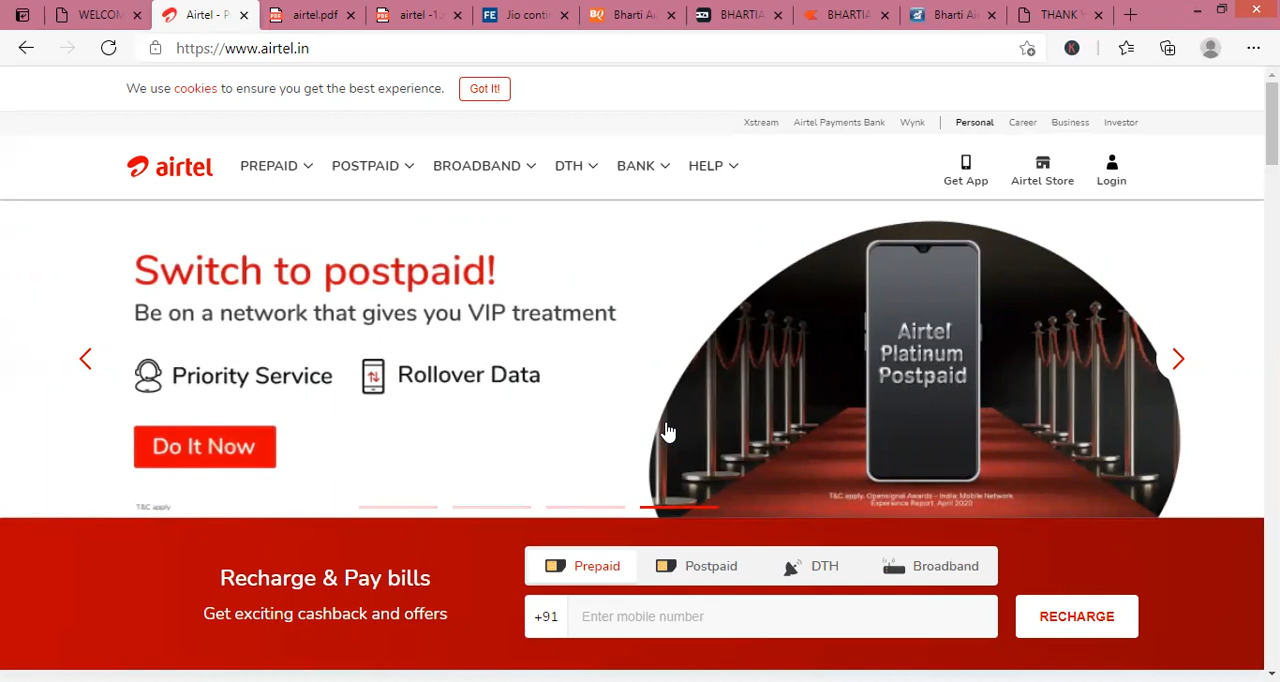 WELCOM
Airtel - P
airtel.pdf
airtel -1.
Jio conti
Bharti A
BHARTIA
BHARTIA
Bharti Ai
THANK Y
https://www.airtel.in
We use cookies to ensure you get the best experience.
Got It!
Xstream
Airtel Payments Bank
Wynk
Personal
Career
Business
Investor
airtel
PREPAID
POSTPAID
BROADBAND
DTH
BANK
HELP
Get App
Airtel Store
Login
Switch to postpaid!
Be on a network that gives you VIP treatment
Priority Service
Rollover Data
Do It Now
Airtel
Platinum
Postpaid
T&C apply
T&C apply. Opensignal Awards – India: Mobile Network
Experience Report, April 2020
Recharge & Pay bills
Get exciting cashback and offers
Prepaid
Postpaid
DTH
Broadband
+91
Enter mobile number
RECHARGE